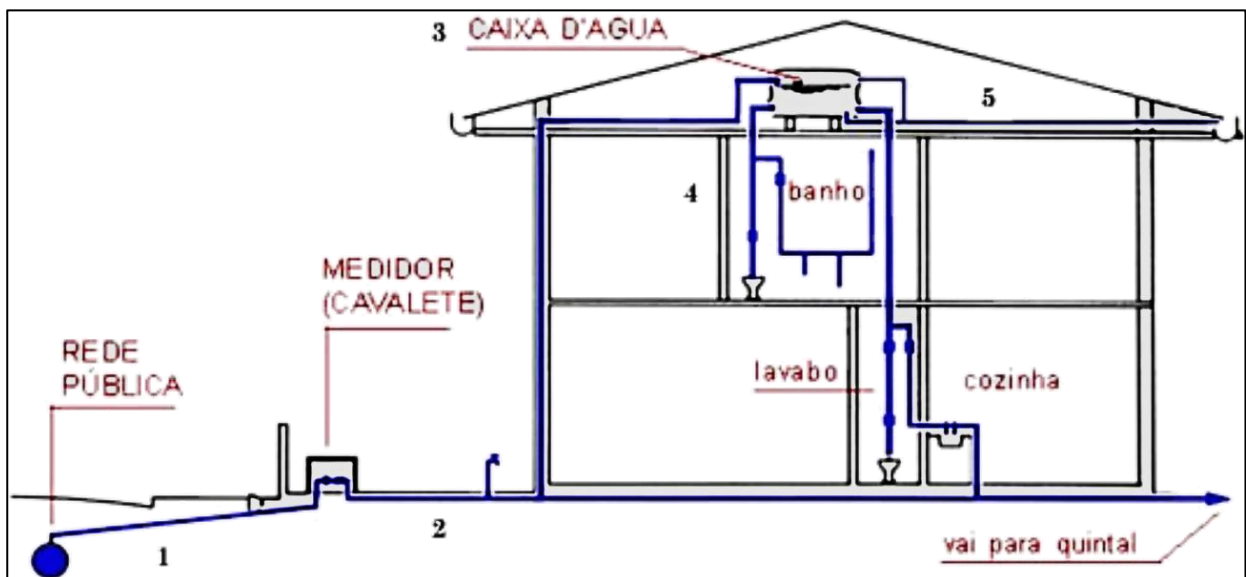 3 CAIXA D'AGUA
5
4
banho
MEDIDOR
(CAVALETE)
REDE
PÚBLICA
lavabo
cozinha
2
1
vai para quintal